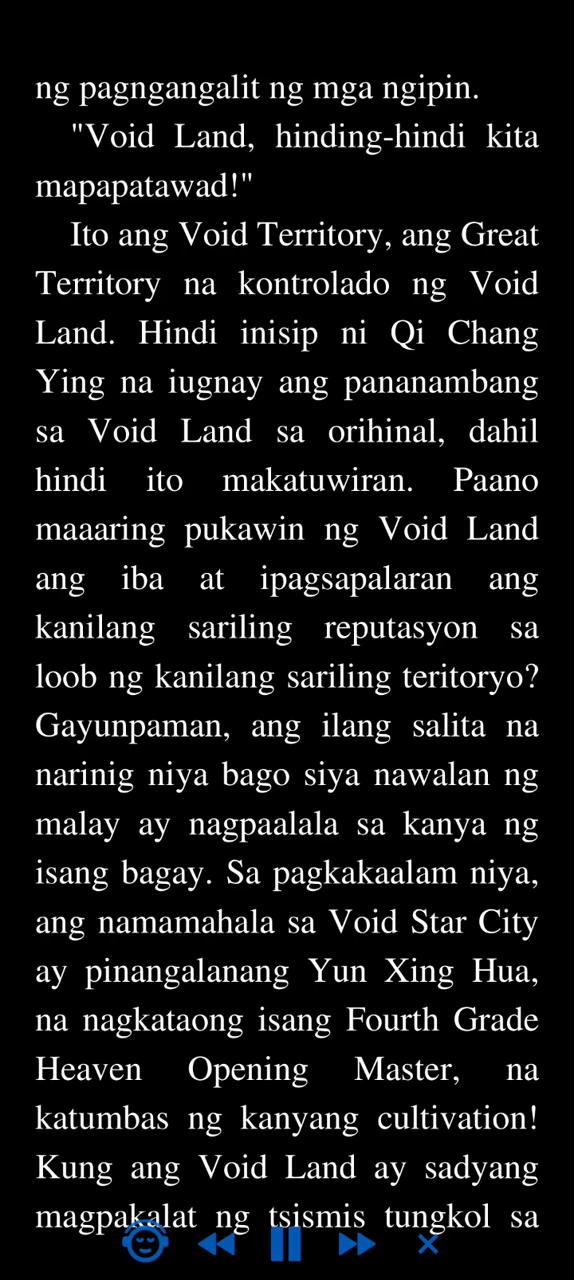 ng pagngangalit ng mga ngipin.
"Void Land, hinding-hindi kita
mapapatawad!"
Ito ang Void Territory, ang Great
Territory na kontrolado ng Void
Land. Hindi inisip ni Qi Chang
Ying na iugnay ang pananambang
sa Void Land sa orihinal, dahil
hindi ito makatuwiran. Paano
maaaring pukawin ng Void Land
ang iba at ipagsapalaran ang
kanilang sariling reputasyon sa
loob ng kanilang sariling teritoryo?
Gayunpaman, ang ilang salita na
narinig niya bago siya nawalan ng
malay ay nagpaalala sa kanya ng
isang bagay. Sa pagkakaalam niya,
ang namamahala sa Void Star City
ay pinangalanang Yun Xing Hua,
na nagkataong isang Fourth Grade
Heaven Opening Master, na
katumbas ng kanyang cultivation!
Kung ang Void Land ay sadyang
magpakalat ng tsismis tungkol sa